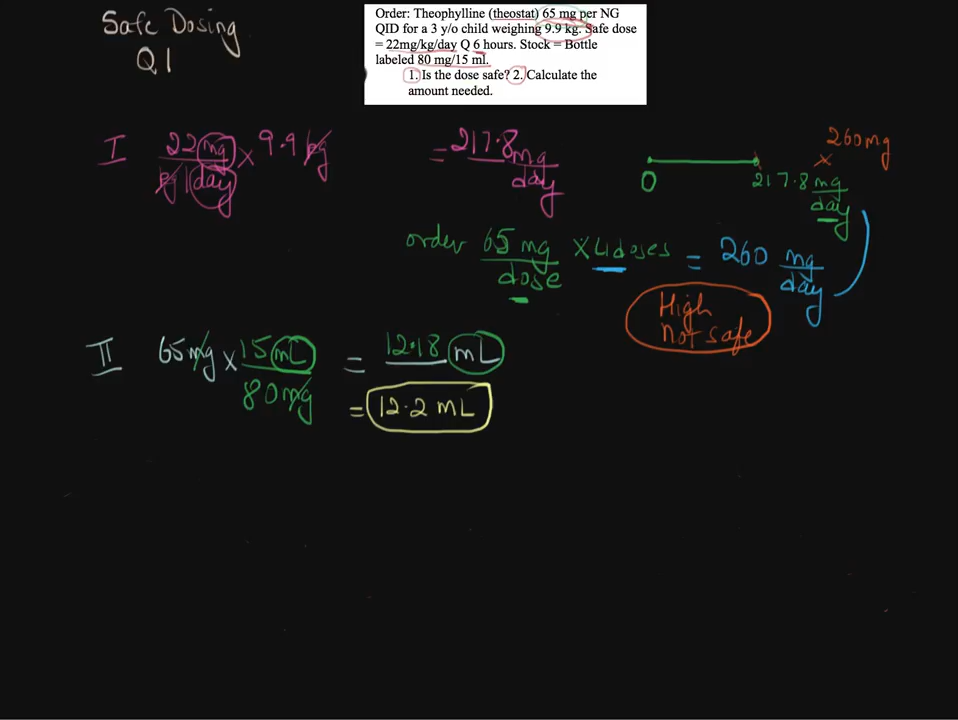 Safe Dosing
Q1
Order: Theophylline (theostat) 65 mg per NG
QID for a 3 y/o child weighing 9.9 kg. Safe dose
= 22mg/kg/day Q 6 hours. Stock = Bottle
labeled 80 mg/15 ml.
1. Is the dose safe? 2. Calculate the
amount needed.
I 22 mg / kg/day × 9.9 kg = 217.8 mg/day
260mg
×
0 217.8 mg/day
order 65 mg/dose × 4 doses = 260 mg/day
High
not safe
II 65 mg × 15 mL/80 mg = 12.18 mL
= 12.2 mL